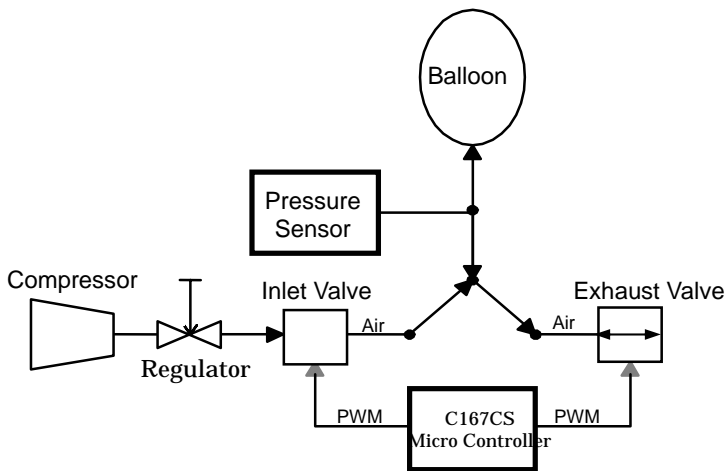 Balloon
Pressure
Sensor
Compressor
Inlet Valve
Exhaust Valve
Air
Air
Regulator
PWM
C167CS
Micro Controller
PWM